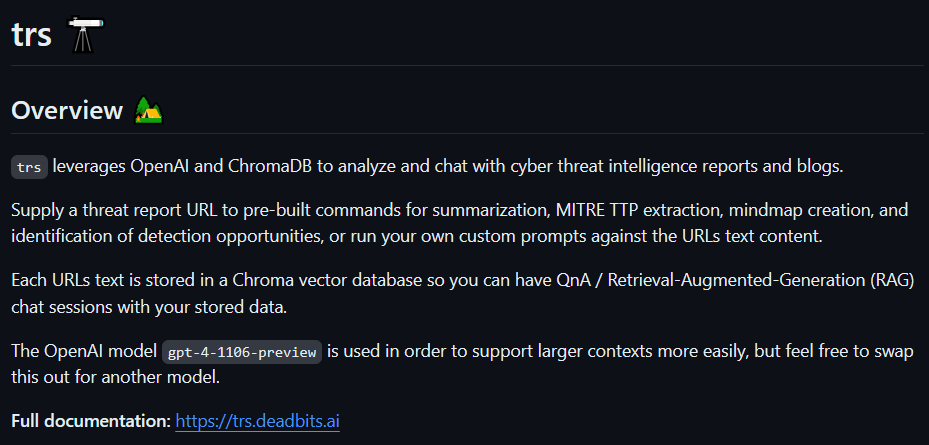 trs
Overview
trs leverages OpenAI and ChromaDB to analyze and chat with cyber threat intelligence reports and blogs.
Supply a threat report URL to pre-built commands for summarization, MITRE TTP extraction, mindmap creation, and
identification of detection opportunities, or run your own custom prompts against the URLs text content.
Each URLs text is stored in a Chroma vector database so you can have QnA / Retrieval-Augmented-Generation (RAG)
chat sessions with your stored data.
The OpenAI model gpt-4-1106-preview is used in order to support larger contexts more easily, but feel free to swap
this out for another model.
Full documentation: https://trs.deadbits.ai